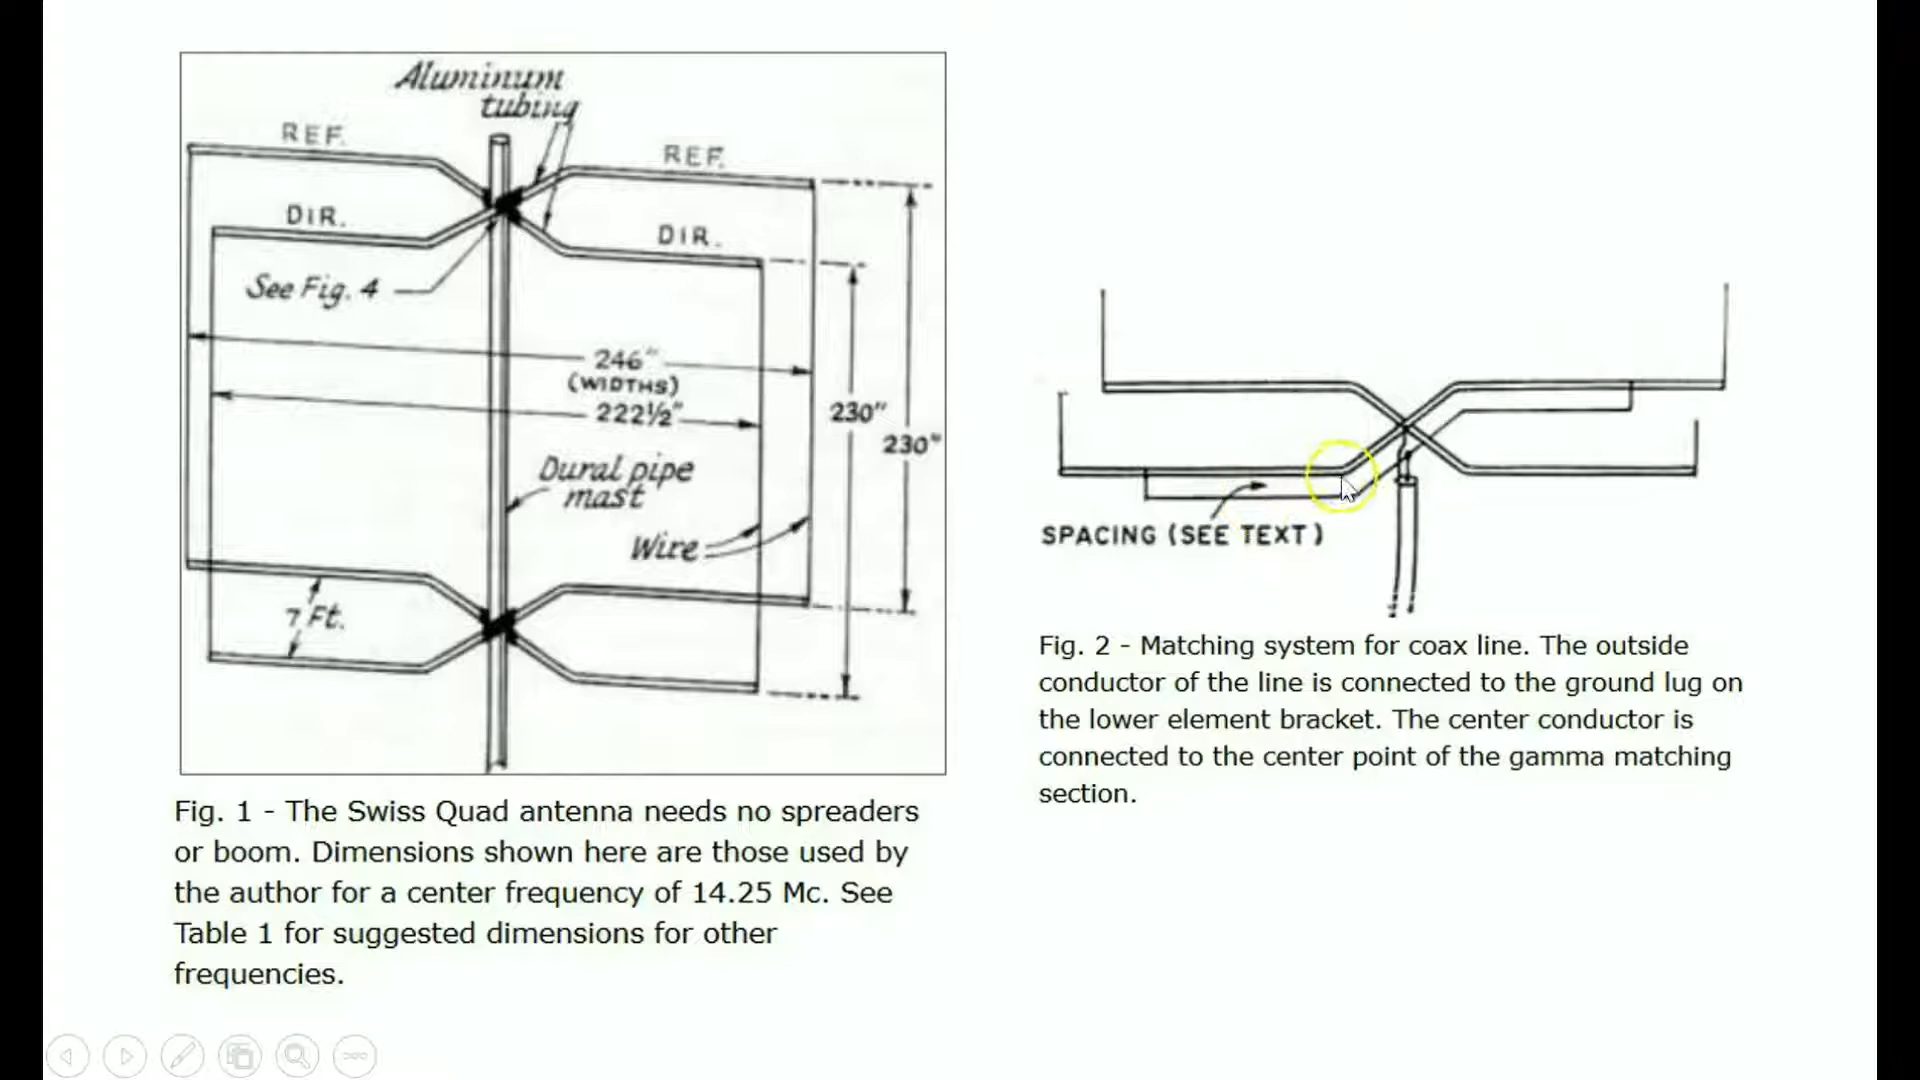 Aluminum
tubing
REF.
REF.
DIR.
DIR.
See Fig. 4
246"
(WIDTHS)
222½"
230"
230"
Dural pipe
mast
Wire
7 Ft.
Fig. 1 - The Swiss Quad antenna needs no spreaders
or boom. Dimensions shown here are those used by
the author for a center frequency of 14.25 Mc. See
Table 1 for suggested dimensions for other
frequencies.
SPACING (SEE TEXT)
Fig. 2 - Matching system for coax line. The outside
conductor of the line is connected to the ground lug on
the lower element bracket. The center conductor is
connected to the center point of the gamma matching
section.